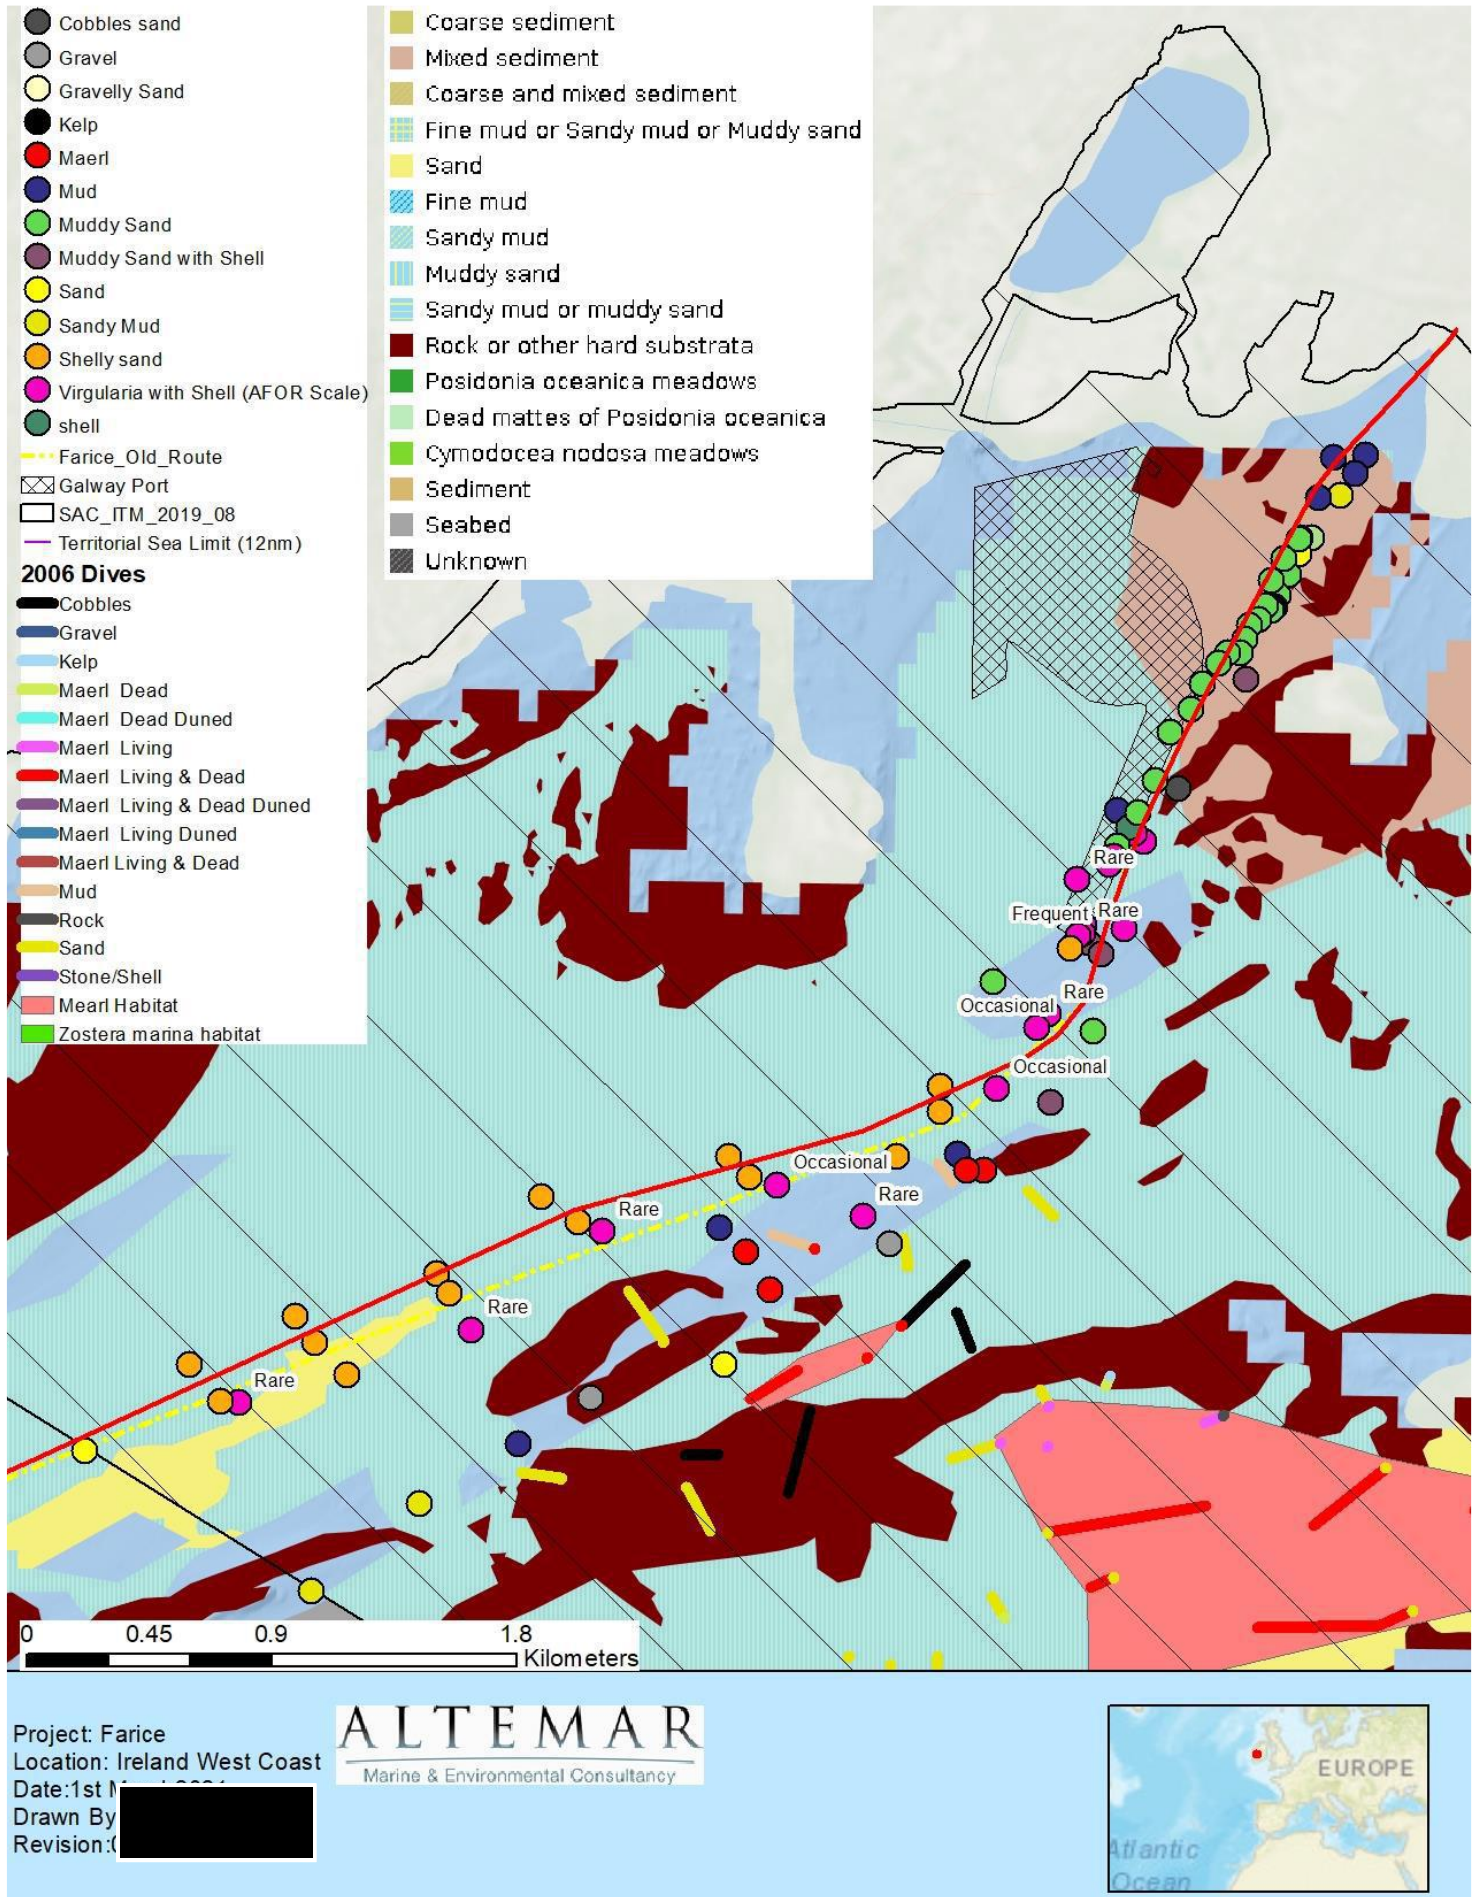 Cobbles sand
Gravel
Gravelly Sand
Kelp
Maerl
Mud
Muddy Sand
Muddy Sand with Shell
Sand
Sandy Mud
Shelly sand
Virgularia with Shell (AFOR Scale)
shell
Farice_Old_Route
Galway Port
SAC_ITM_2019_08
Territorial Sea Limit (12nm)
2006 Dives
Cobbles
Gravel
Kelp
Maerl Dead
Maerl Dead Duned
Maerl Living
Maerl Living & Dead
Maerl Living & Dead Duned
Maerl Living Duned
Maerl Living & Dead
Mud
Rock
Sand
Stone/Shell
Mearl Habitat
Zostera marina habitat
Coarse sediment
Mixed sediment
Coarse and mixed sediment
Fine mud or Sandy mud or Muddy sand
Sand
Fine mud
Sandy mud
Muddy sand
Sandy mud or muddy sand
Rock or other hard substrata
Posidonia oceanica meadows
Dead mattes of Posidonia oceanica
Cymodocea nodosa meadows
Sediment
Seabed
Unknown
Rare
Frequent Rare
Rare
Occasional
Occasional
Occasional
Rare
Rare
Rare
Rare
0 0.45 0.9 1.8
Kilometers
Project: Farice
Location: Ireland West Coast
Date:1st
Drawn By
Revision:
ALTEMAR
Marine & Environmental Consultancy
EUROPE
Atlantic
Ocean